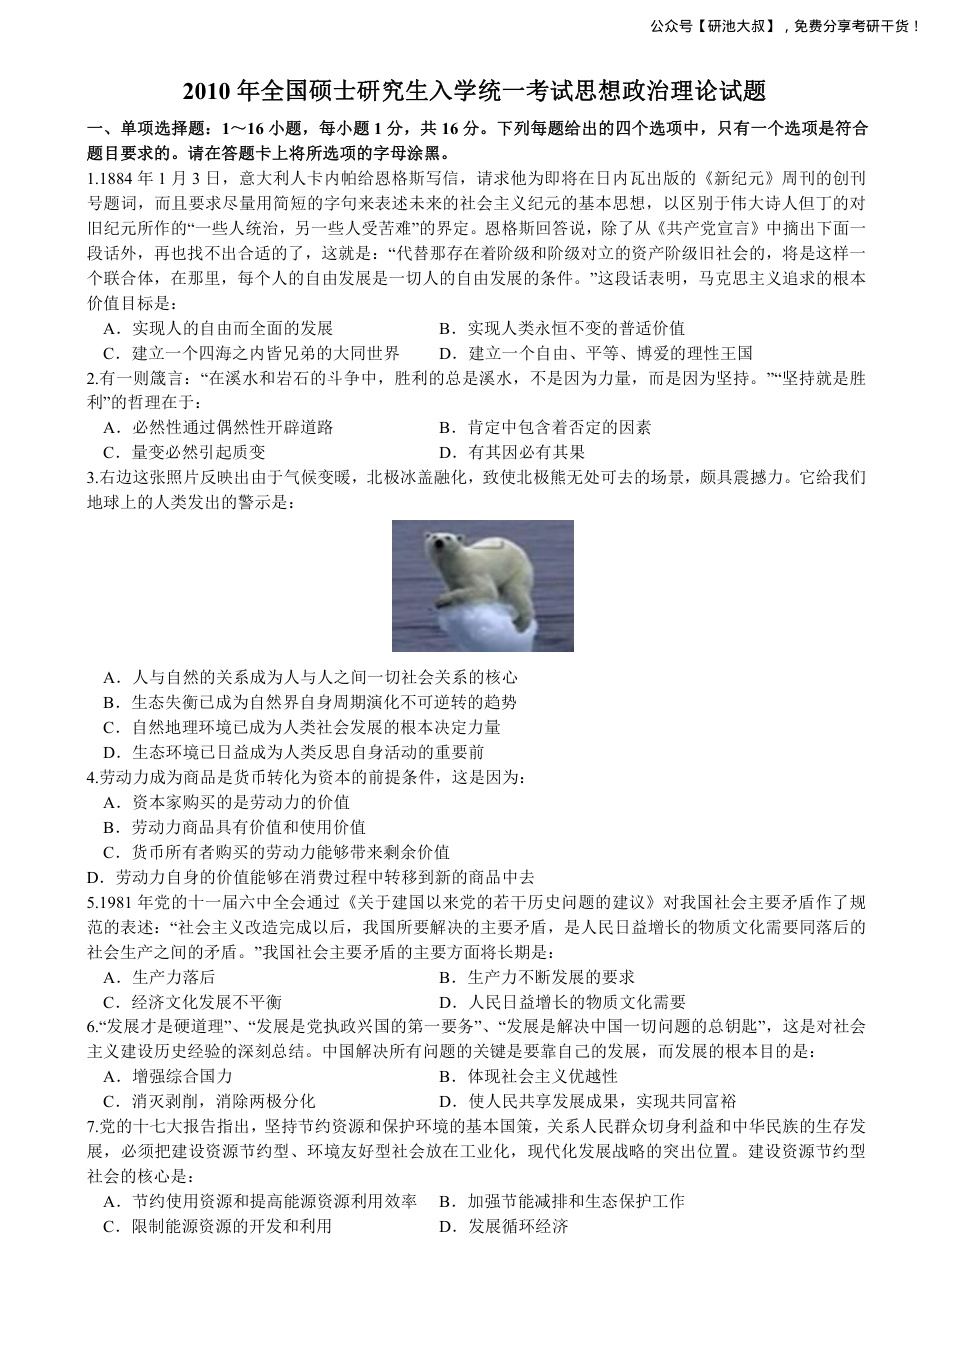 公众号【研池大叔】，免费分享考研干货！
2010 年全国硕士研究生入学统一考试思想政治理论试题
一、单项选择题：1～16 小题，每小题 1 分，共 16 分。下列每题给出的四个选项中，只有一个选项是符合
题目要求的。请在答题卡上将所选项的字母涂黑。
1.1884 年 1 月 3 日，意大利人卡内帕给恩格斯写信，请求他为即将在日内瓦出版的《新纪元》周刊的创刊
号题词，而且要求尽量用简短的字句来表述未来的社会主义纪元的基本思想，以区别于伟大诗人但丁的对
旧纪元所作的“一些人统治，另一些人受苦难”的界定。恩格斯回答说，除了从《共产党宣言》中摘出下面一
段话外，再也找不出合适的了，这就是：“代替那存在着阶级和阶级对立的资产阶级旧社会的，将是这样一
个联合体，在那里，每个人的自由发展是一切人的自由发展的条件。”这段话表明，马克思主义追求的根本
价值目标是：
A．实现人的自由而全面的发展 B．实现人类永恒不变的普适价值
C．建立一个四海之内皆兄弟的大同世界 D．建立一个自由、平等、博爱的理性王国
2.有一则箴言：“在溪水和岩石的斗争中，胜利的总是溪水，不是因为力量，而是因为坚持。”“坚持就是胜
利”的哲理在于：
A．必然性通过偶然性开辟道路 B．肯定中包含着否定的因素
C．量变必然引起质变 D．有其因必有其果
3.右边这张照片反映出由于气候变暖，北极冰盖融化，致使北极熊无处可去的场景，颇具震撼力。它给我们
地球上的人类发出的警示是：
A．人与自然的关系成为人与人之间一切社会关系的核心
B．生态失衡已成为自然界自身周期演化不可逆转的趋势
C．自然地理环境已成为人类社会发展的根本决定力量
D．生态环境已日益成为人类反思自身活动的重要前
4.劳动力成为商品是货币转化为资本的前提条件，这是因为：
A．资本家购买的是劳动力的价值
B．劳动力商品具有价值和使用价值
C．货币所有者购买的劳动力能够带来剩余价值
D．劳动力自身的价值能够在消费过程中转移到新的商品中去
5.1981 年党的十一届六中全会通过《关于建国以来党的若干历史问题的建议》对我国社会主要矛盾作了规
范的表述：“社会主义改造完成以后，我国所要解决的主要矛盾，是人民日益增长的物质文化需要同落后的
社会生产之间的矛盾。”我国社会主要矛盾的主要方面将长期是：
A．生产力落后 B．生产力不断发展的要求
C．经济文化发展不平衡 D．人民日益增长的物质文化需要
6.“发展才是硬道理”、“发展是党执政兴国的第一要务”、“发展是解决中国一切问题的总钥匙”，这是对社会
主义建设历史经验的深刻总结。中国解决所有问题的关键是要靠自己的发展，而发展的根本目的是：
A．增强综合国力 B．体现社会主义优越性
C．消灭剥削，消除两极分化 D．使人民共享发展成果，实现共同富裕
7.党的十七大报告指出，坚持节约资源和保护环境的基本国策，关系人民群众切身利益和中华民族的生存发
展，必须把建设资源节约型、环境友好型社会放在工业化，现代化发展战略的突出位置。建设资源节约型
社会的核心是：
A．节约使用资源和提高能源资源利用效率 B．加强节能减排和生态保护工作
C．限制能源资源的开发和利用 D．发展循环经济